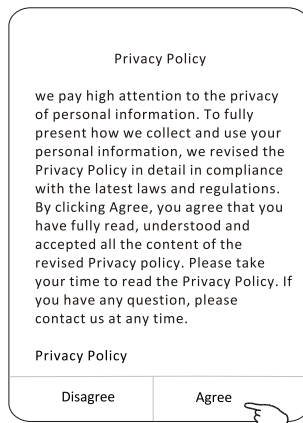 Privacy Policy
we pay high attention to the privacy
of personal information. To fully
present how we collect and use your
personal information, we revised the
Privacy Policy in detail in compliance
with the latest laws and regulations.
By clicking Agree, you agree that you
have fully read, understood and
accepted all the content of the
revised Privacy policy. Please take
your time to read the Privacy Policy. If
you have any question, please
contact us at any time.
Privacy Policy
Disagree Agree